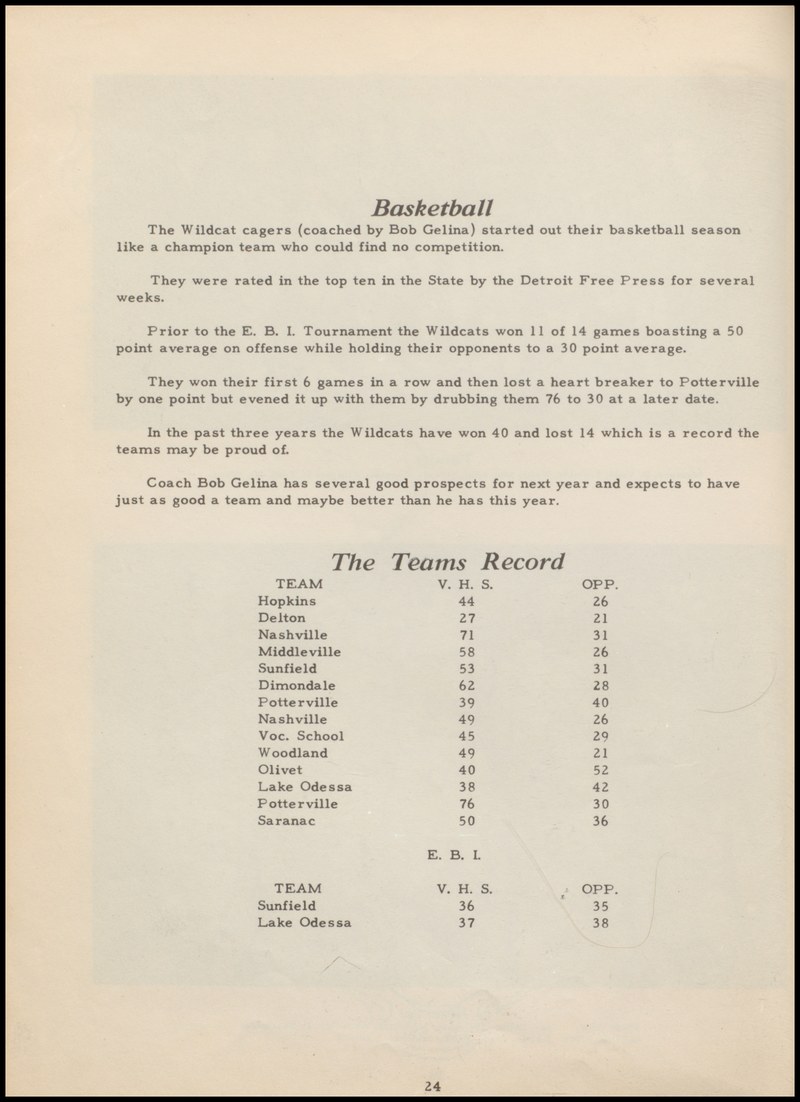 Basketball
The Wildcat cagers (coached by Bob Gelina) started out their basketball season
like a champion team who could find no competition.
They were rated in the top ten in the State by the Detroit Free Press for several
weeks.
Prior to the E. B. I. Tournament the Wildcats won 11 of 14 games boasting a 50
point average on offense while holding their opponents to a 30 point average.
They won their first 6 games in a row and then lost a heart breaker to Potterville
by one point but evened it up with them by drubbing them 76 to 30 at a later date.
In the past three years the Wildcats have won 40 and lost 14 which is a record the
teams may be proud of.
Coach Bob Gelina has several good prospects for next year and expects to have
just as good a team and maybe better than he has this year.
The Teams Record
TEAM V. H. S. OPP.
Hopkins 44 26
Delton 27 21
Nashville 71 31
Middleville 58 26
Sunfield 53 31
Dimondale 62 28
Potterville 39 40
Nashville 49 26
Voc. School 45 29
Woodland 49 21
Olivet 40 52
Lake Odessa 38 42
Potterville 76 30
Saranac 50 36
E. B. I.
TEAM V. H. S. OPP.
Sunfield 36 35
Lake Odessa 37 38
24